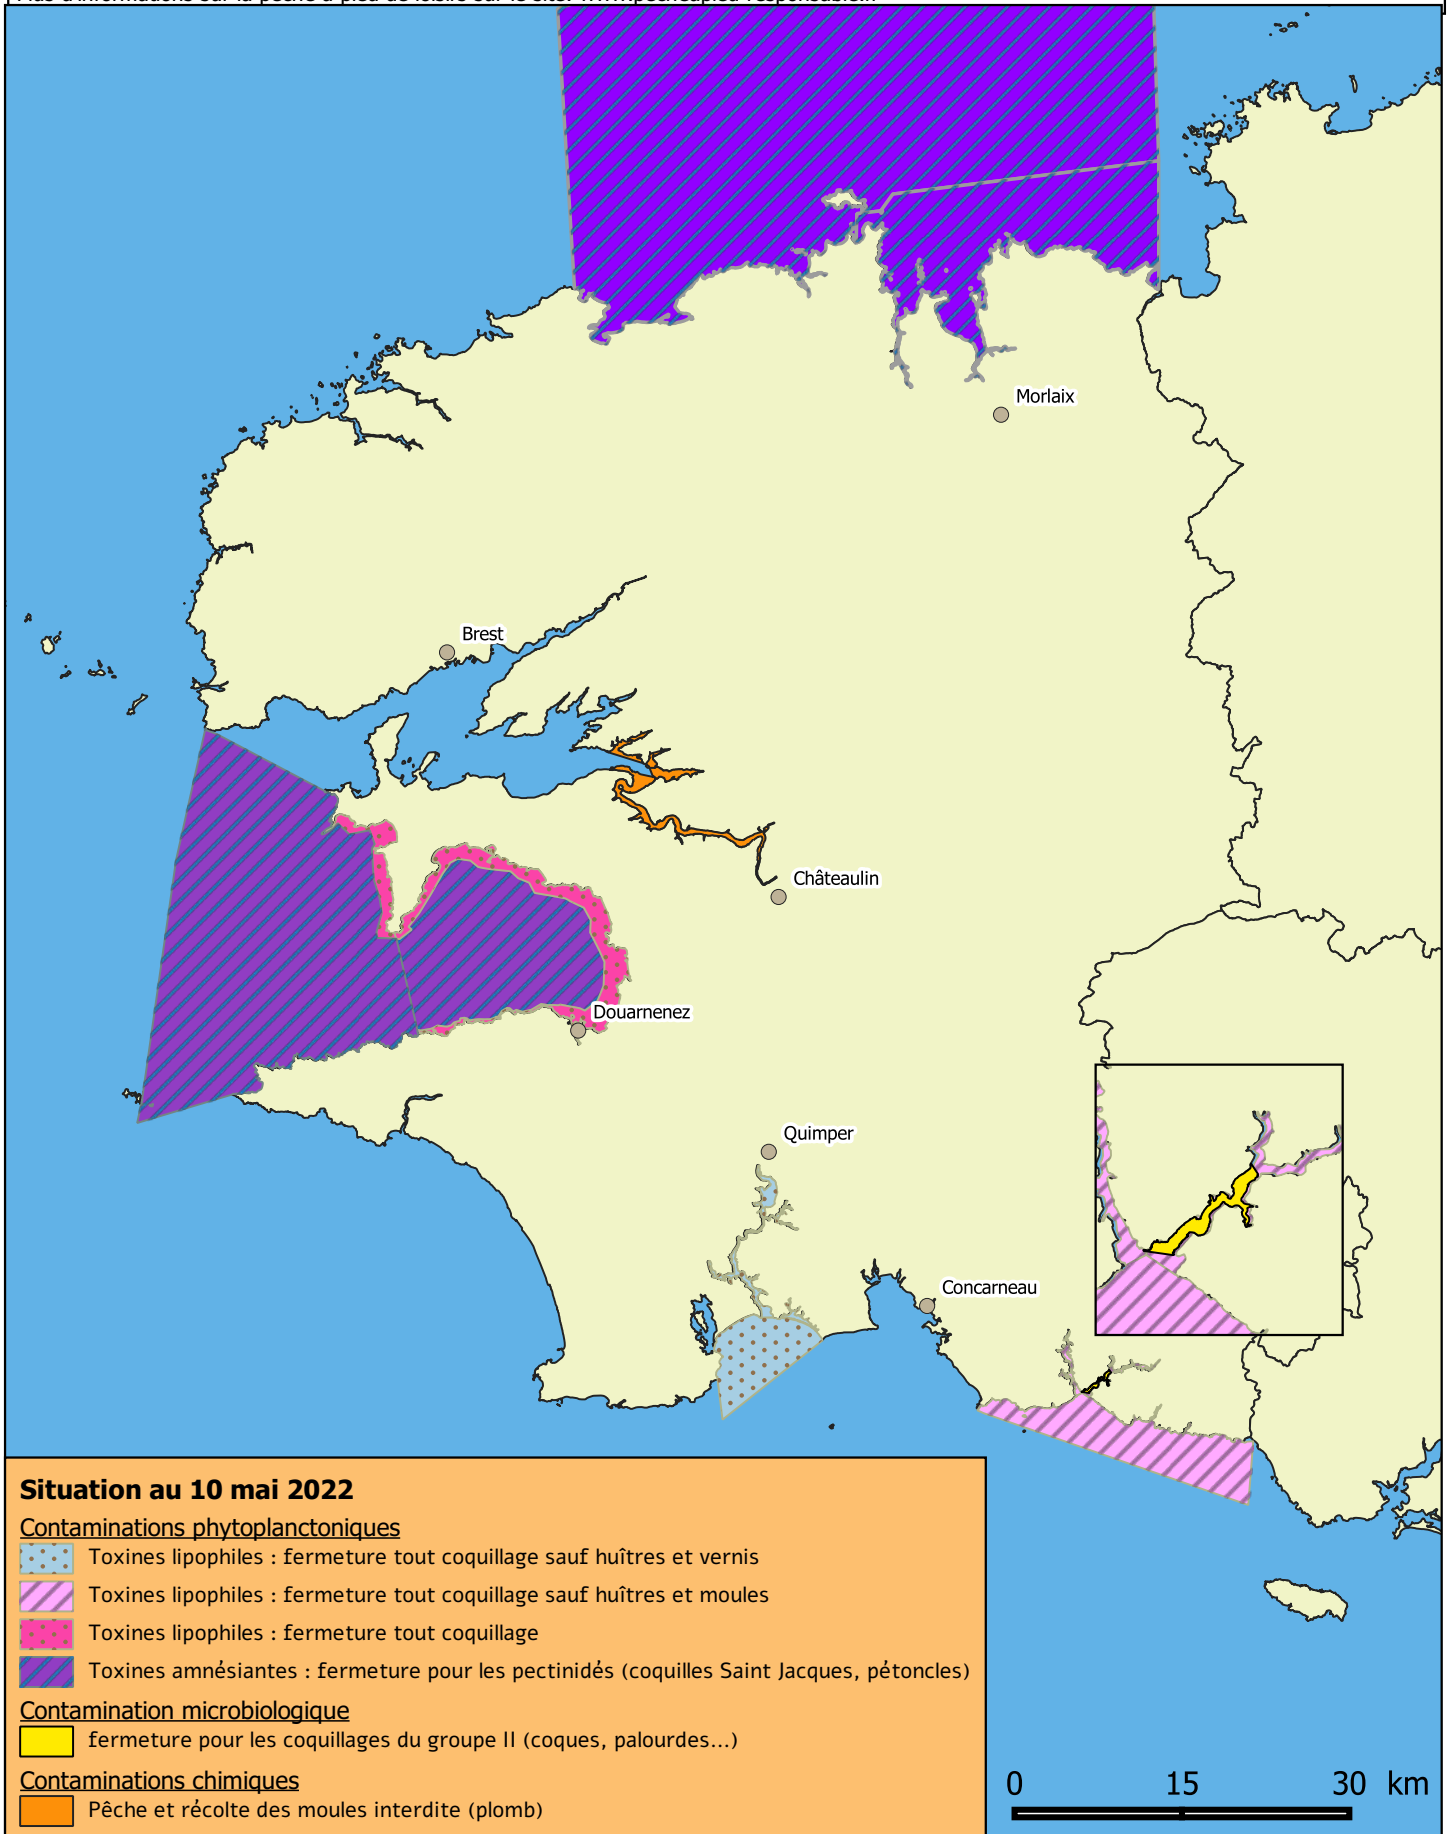 Morlaix
Brest
Châteaulin
Douarnenez
Quimper
Concarneau
Situation au 10 mai 2022
Contaminations phytoplanctoniques
Toxines lipophiles : fermeture tout coquillage sauf huîtres et vernis
Toxines lipophiles : fermeture tout coquillage sauf huîtres et moules
Toxines lipophiles : fermeture tout coquillage
Toxines amnésiantes : fermeture pour les pectinidés (coquilles Saint Jacques, pétoncles)
Contamination microbiologique
fermeture pour les coquillages du groupe II (coques, palourdes...)
Contaminations chimiques
Pêche et récolte des moules interdite (plomb)
0 15 30 km